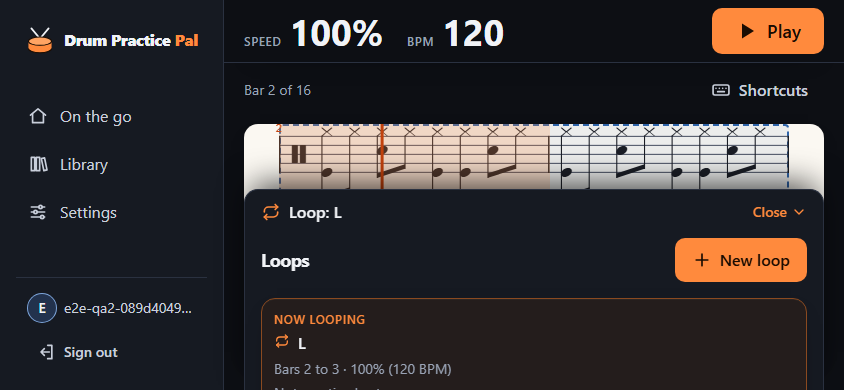 Drum Practice Pal
SPEED 100% BPM 120
Play
On the go
Library
Settings
E e2e-qa2-089d4049...
Sign out
Bar 2 of 16
Shortcuts
Loop: L
Close
Loops
New loop
NOW LOOPING
L
Bars 2 to 3 · 100% (120 BPM)